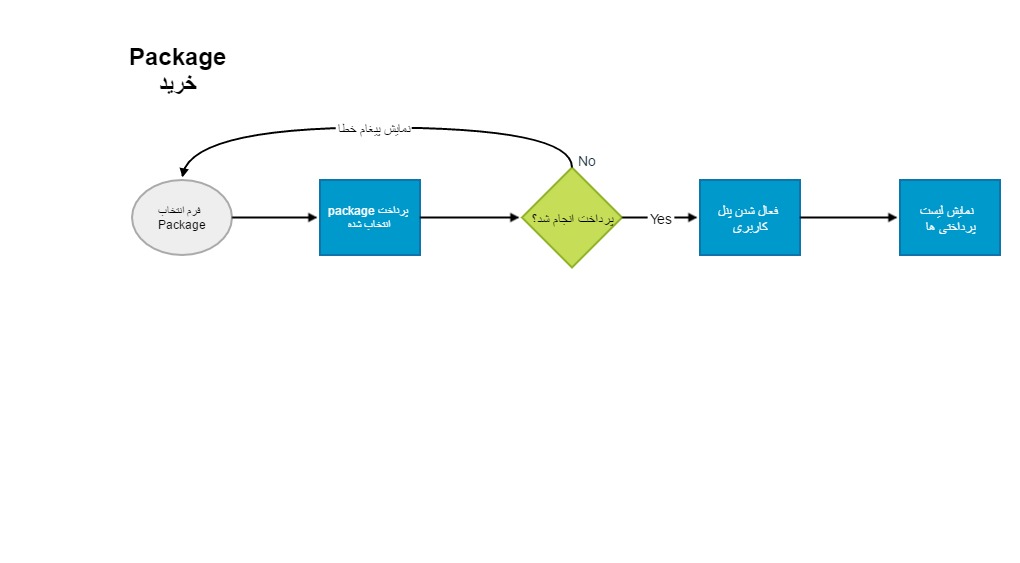 Package
خرید
نمایش پیغام خطا
No
فرم انتخاب
Package
پرداخت package
انتخاب شده
پرداخت انجام شد؟
Yes
فعال شدن پنل
کاربری
نمایش لیست
پرداختی ها